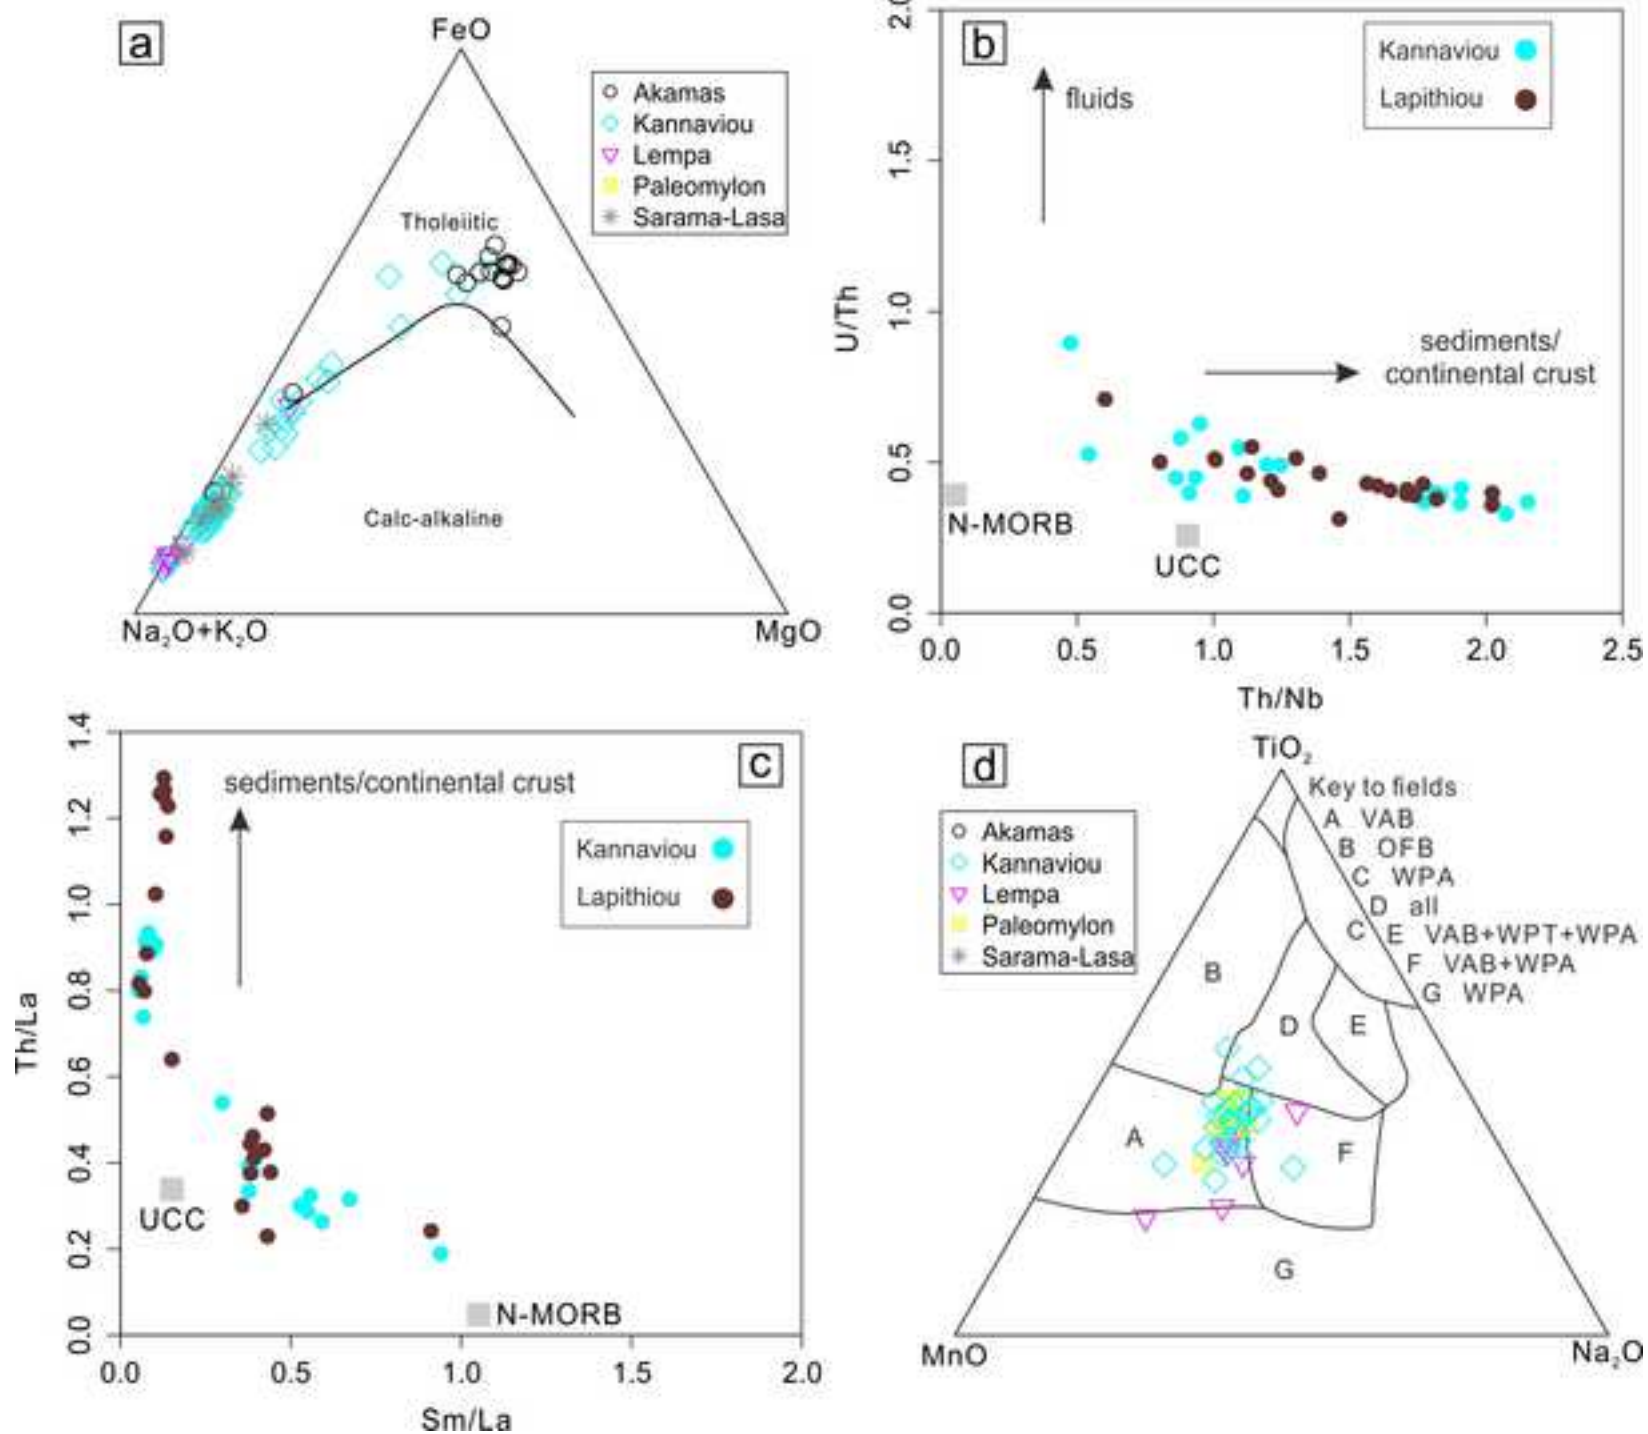 a
FeO
Akamas
Kannaviou
Lempa
Paleomylon
Sarama-Lasa
Tholeiitic
Calc-alkaline
Na₂O+K₂O
MgO
b
Kannaviou
Lapithiou
fluids
sediments/
continental crust
N-MORB
UCC
U/Th
2.0
1.5
1.0
0.5
0.0
0.0 0.5 1.0 1.5 2.0 2.5
Th/Nb
c
sediments/continental crust
Kannaviou
Lapithiou
UCC
N-MORB
Th/La
1.4
1.2
1.0
0.8
0.6
0.4
0.2
0.0
0.0 0.5 1.0 1.5 2.0
Sm/La
d
TiO₂
Key to fields
A VAB
B OFB
C WPA
D all
E VAB+WPT+WPA
F VAB+WPA
G WPA
Akamas
Kannaviou
Lempa
Paleomylon
Sarama-Lasa
C
B
D
E
A
F
G
MnO
Na₂O